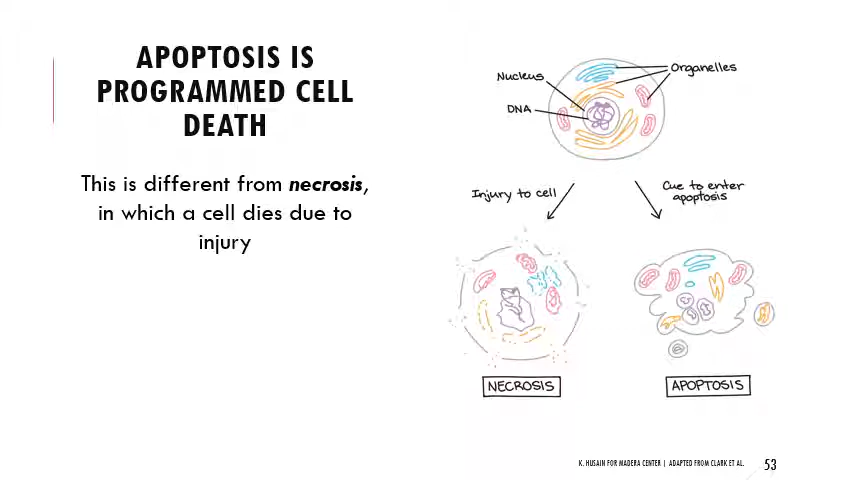 APOPTOSIS IS
PROGRAMMED CELL
DEATH
This is different from necrosis,
in which a cell dies due to
injury
Nucleus
Organelles
DNA
Injury to cell
Cue to enter
apoptosis
NECROSIS
APOPTOSIS
K. HUSAIN FOR MADERA CENTER | ADAPTED FROM CLARK ET AL.
53